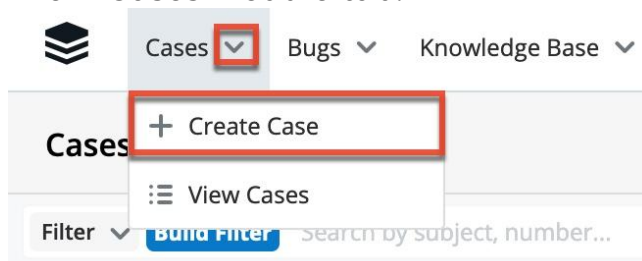 Cases Bugs Knowledge Base
Create Case
Cases
View Cases
Filter Build Filter Search by subject, number...